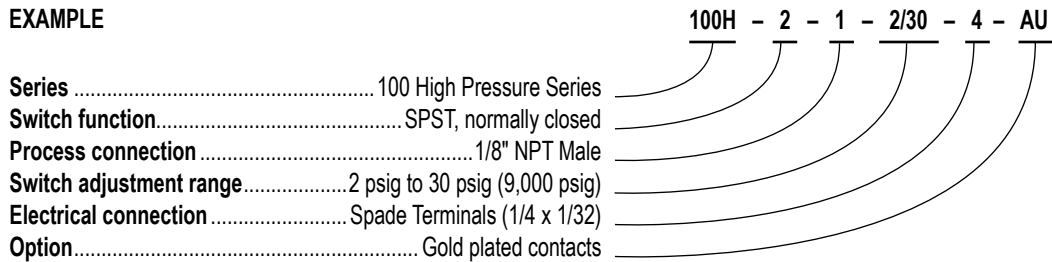 EXAMPLE 100H – 2 – 1 – 2/30 – 4 – AU
Series ....................................................... 100 High Pressure Series
Switch function............................................. SPST, normally closed
Process connection .................................................. 1/8" NPT Male
Switch adjustment range................... 2 psig to 30 psig (9,000 psig)
Electrical connection ......................... Spade Terminals (1/4 x 1/32)
Option............................................................... Gold plated contacts